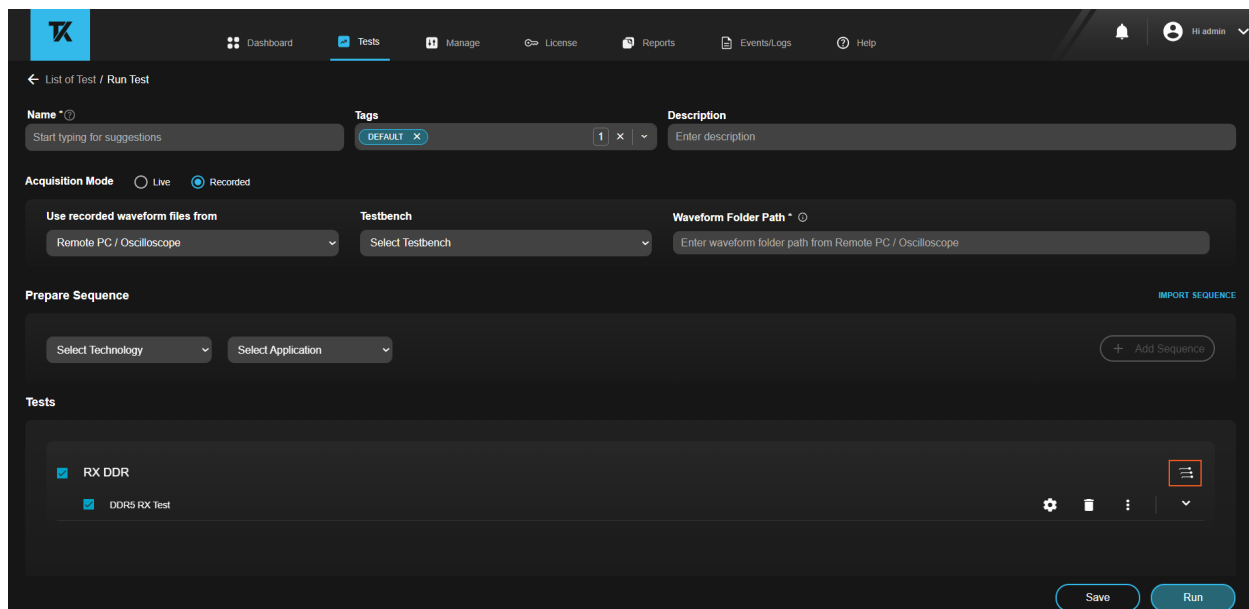 TK
Dashboard Tests Manage License Reports Events/Logs Help Hi admin
List of Test / Run Test
Name * Tags Description
Start typing for suggestions DEFAULT 1 Enter description
Acquisition Mode Live Recorded
Use recorded waveform files from Testbench Waveform Folder Path *
Remote PC / Oscilloscope Select Testbench Enter waveform folder path from Remote PC / Oscilloscope
Prepare Sequence IMPORT SEQUENCE
Select Technology Select Application + Add Sequence
Tests
RX DDR
DDR5 RX Test
Save Run